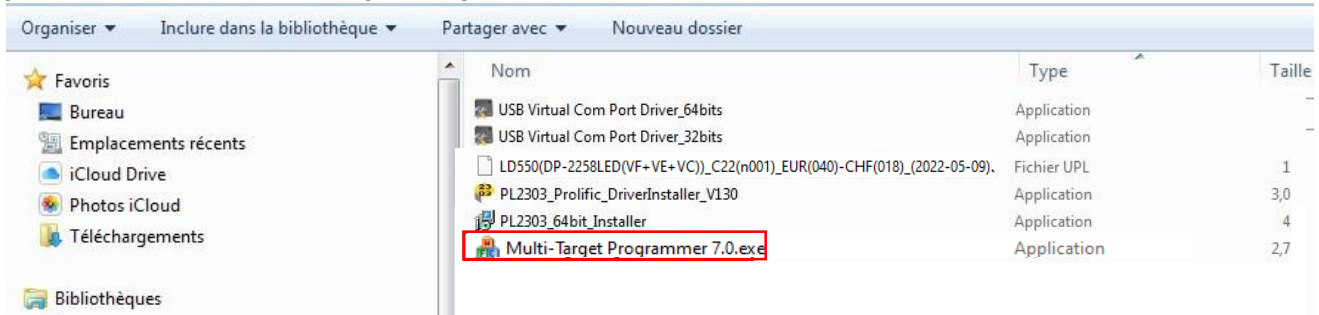 Organiser Inclure dans la bibliothèque Partager avec Nouveau dossier
Favoris
Bureau
Emplacements récents
iCloud Drive
Photos iCloud
Téléchargements
Bibliothèques
Nom Type Taille
USB Virtual Com Port Driver_64bits Application
USB Virtual Com Port Driver_32bits Application
LD550(DP-2258LED(VF+VE+VC))_C22(n001)_EUR(040)-CHF(018)_(2022-05-09). Fichier UPL 1
PL2303_Prolific_DriverInstaller_V130 Application 3,0
PL2303_64bit_Installer Application 4
Multi-Target Programmer 7.0.exe Application 2,7